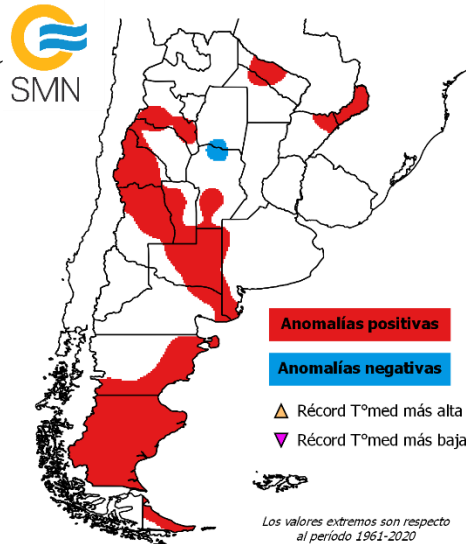 SMN
Anomalías positivas
Anomalías negativas
Récord T°med más alta
Récord T°med más baja
Los valores extremos son respecto
al período 1961-2020